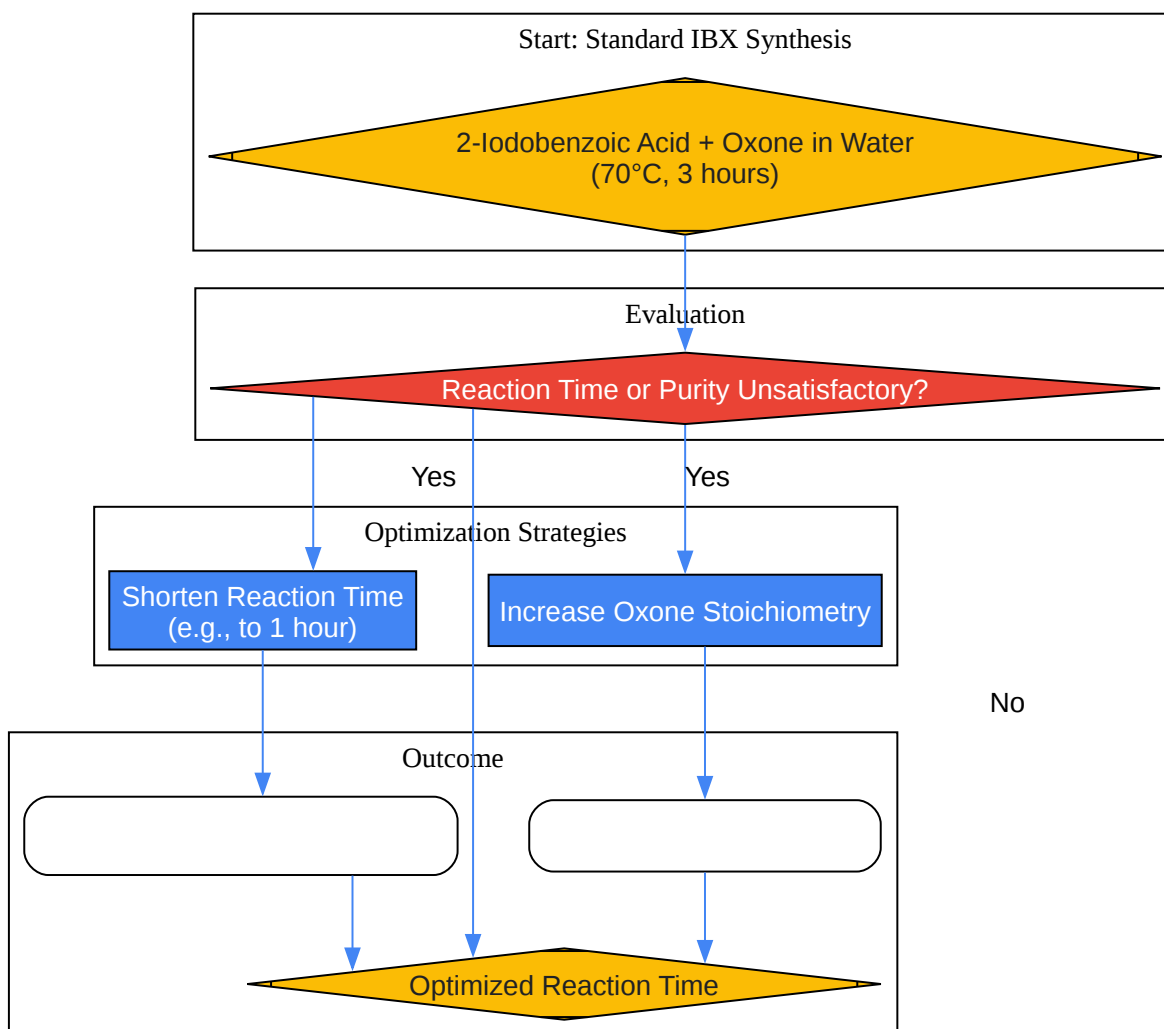 Start: Standard IBX Synthesis
2-Iodobenzoic Acid + Oxone in Water
(70°C, 3 hours)
Evaluation
Reaction Time or Purity Unsatisfactory?
Yes
Yes
Optimization Strategies
Shorten Reaction Time
(e.g., to 1 hour)
Increase Oxone Stoichiometry
No
Outcome
Optimized Reaction Time